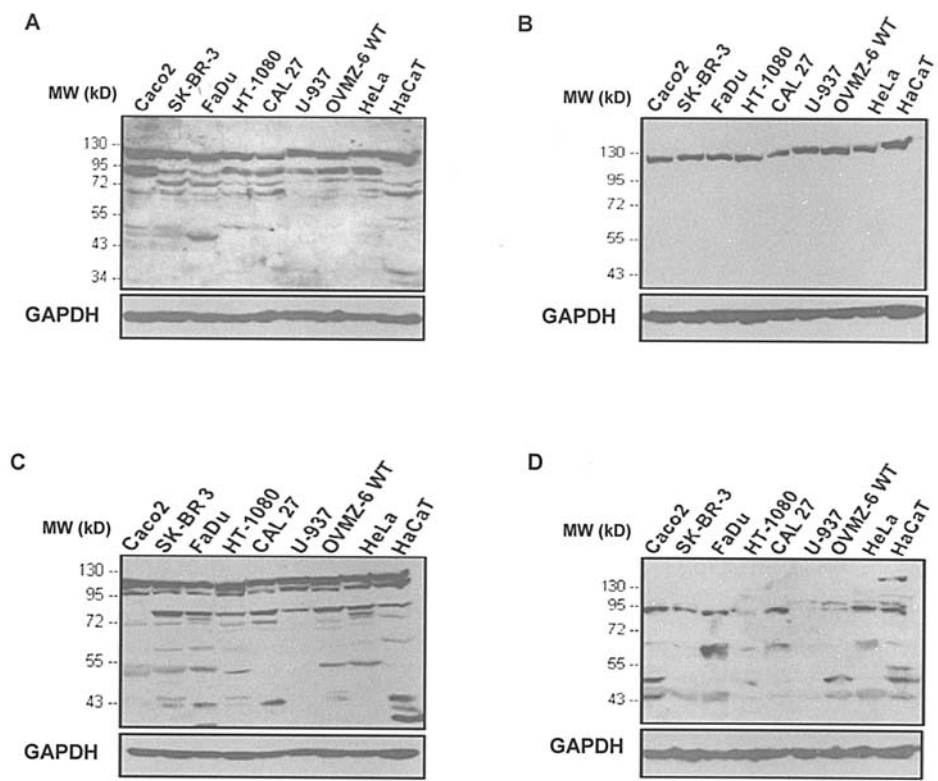 A
MW (kD)
Caco2
SK-BR-3
FaDu
HT-1080
CAL 27
U-937
OVMZ-6 WT
HeLa
HaCaT
130 --
95 --
72 --
55 --
43 --
34 --
GAPDH
B
MW (kD)
Caco2
SK-BR-3
FaDu
HT-1080
CAL 27
U-937
OVMZ-6 WT
HeLa
HaCaT
130 --
95 --
72 --
55 --
43 --
GAPDH
C
MW (kD)
Caco2
SK-BR 3
FaDu
HT-1080
CAL 27
U-937
OVMZ-6 WT
HeLa
HaCaT
130 --
95 --
72 --
55 --
43 --
GAPDH
D
MW (kD)
Caco2
SK-BR-3
FaDu
HT-1080
CAL 27
U-937
OVMZ-6 WT
HeLa
HaCaT
130 --
95 --
72 --
55 --
43 --
GAPDH